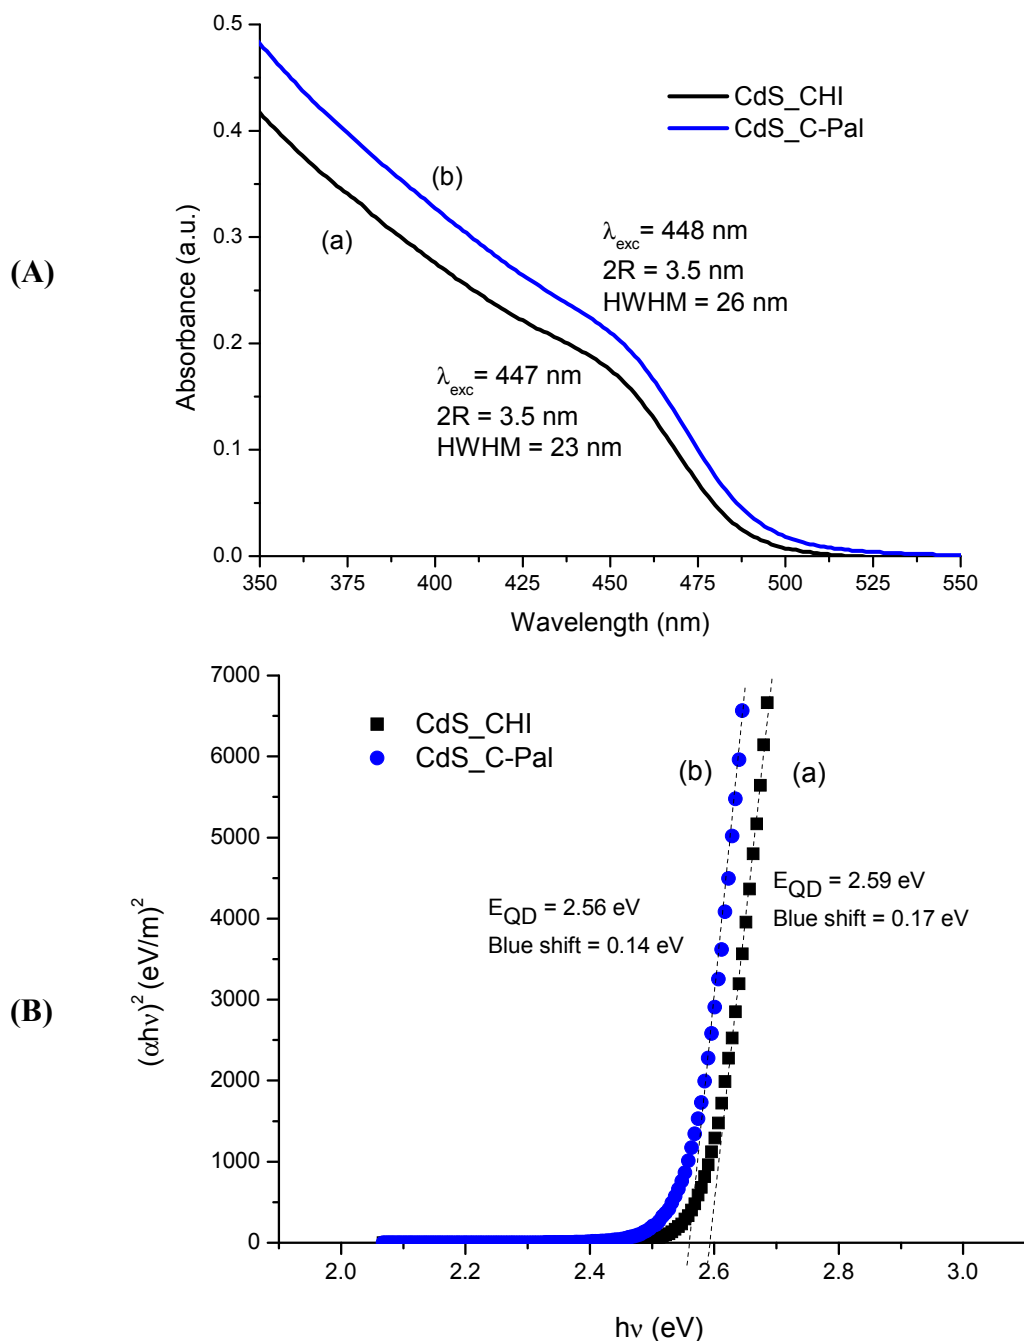 (A)
Absorbance (a.u.)
0.5
0.4
0.3
0.2
0.1
0.0
CdS_CHI
CdS_C-Pal
(b)
(a)
λexc= 448 nm
2R = 3.5 nm
HWHM = 26 nm
λexc= 447 nm
2R = 3.5 nm
HWHM = 23 nm
350 375 400 425 450 475 500 525 550
Wavelength (nm)
(B)
(αhν)² (eV/m)²
7000
6000
5000
4000
3000
2000
1000
0
CdS_CHI
CdS_C-Pal
(b)
(a)
EQD = 2.56 eV
Blue shift = 0.14 eV
EQD = 2.59 eV
Blue shift = 0.17 eV
2.0 2.2 2.4 2.6 2.8 3.0
hν (eV)